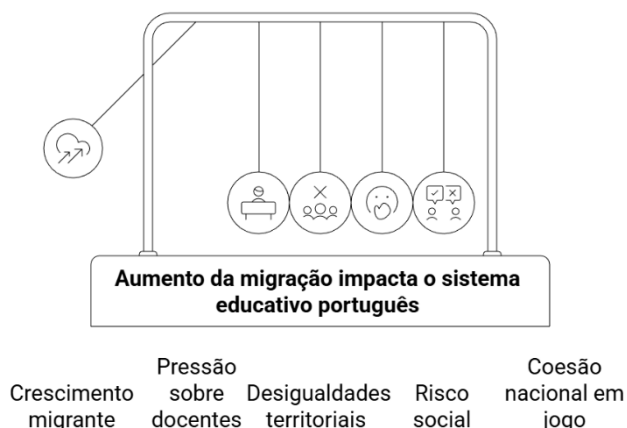 Aumento da migração impacta o sistema
educativo português
Crescimento
migrante
Pressão
sobre
docentes
Desigualdades
territoriais
Risco
social
Coesão
nacional em
jogo